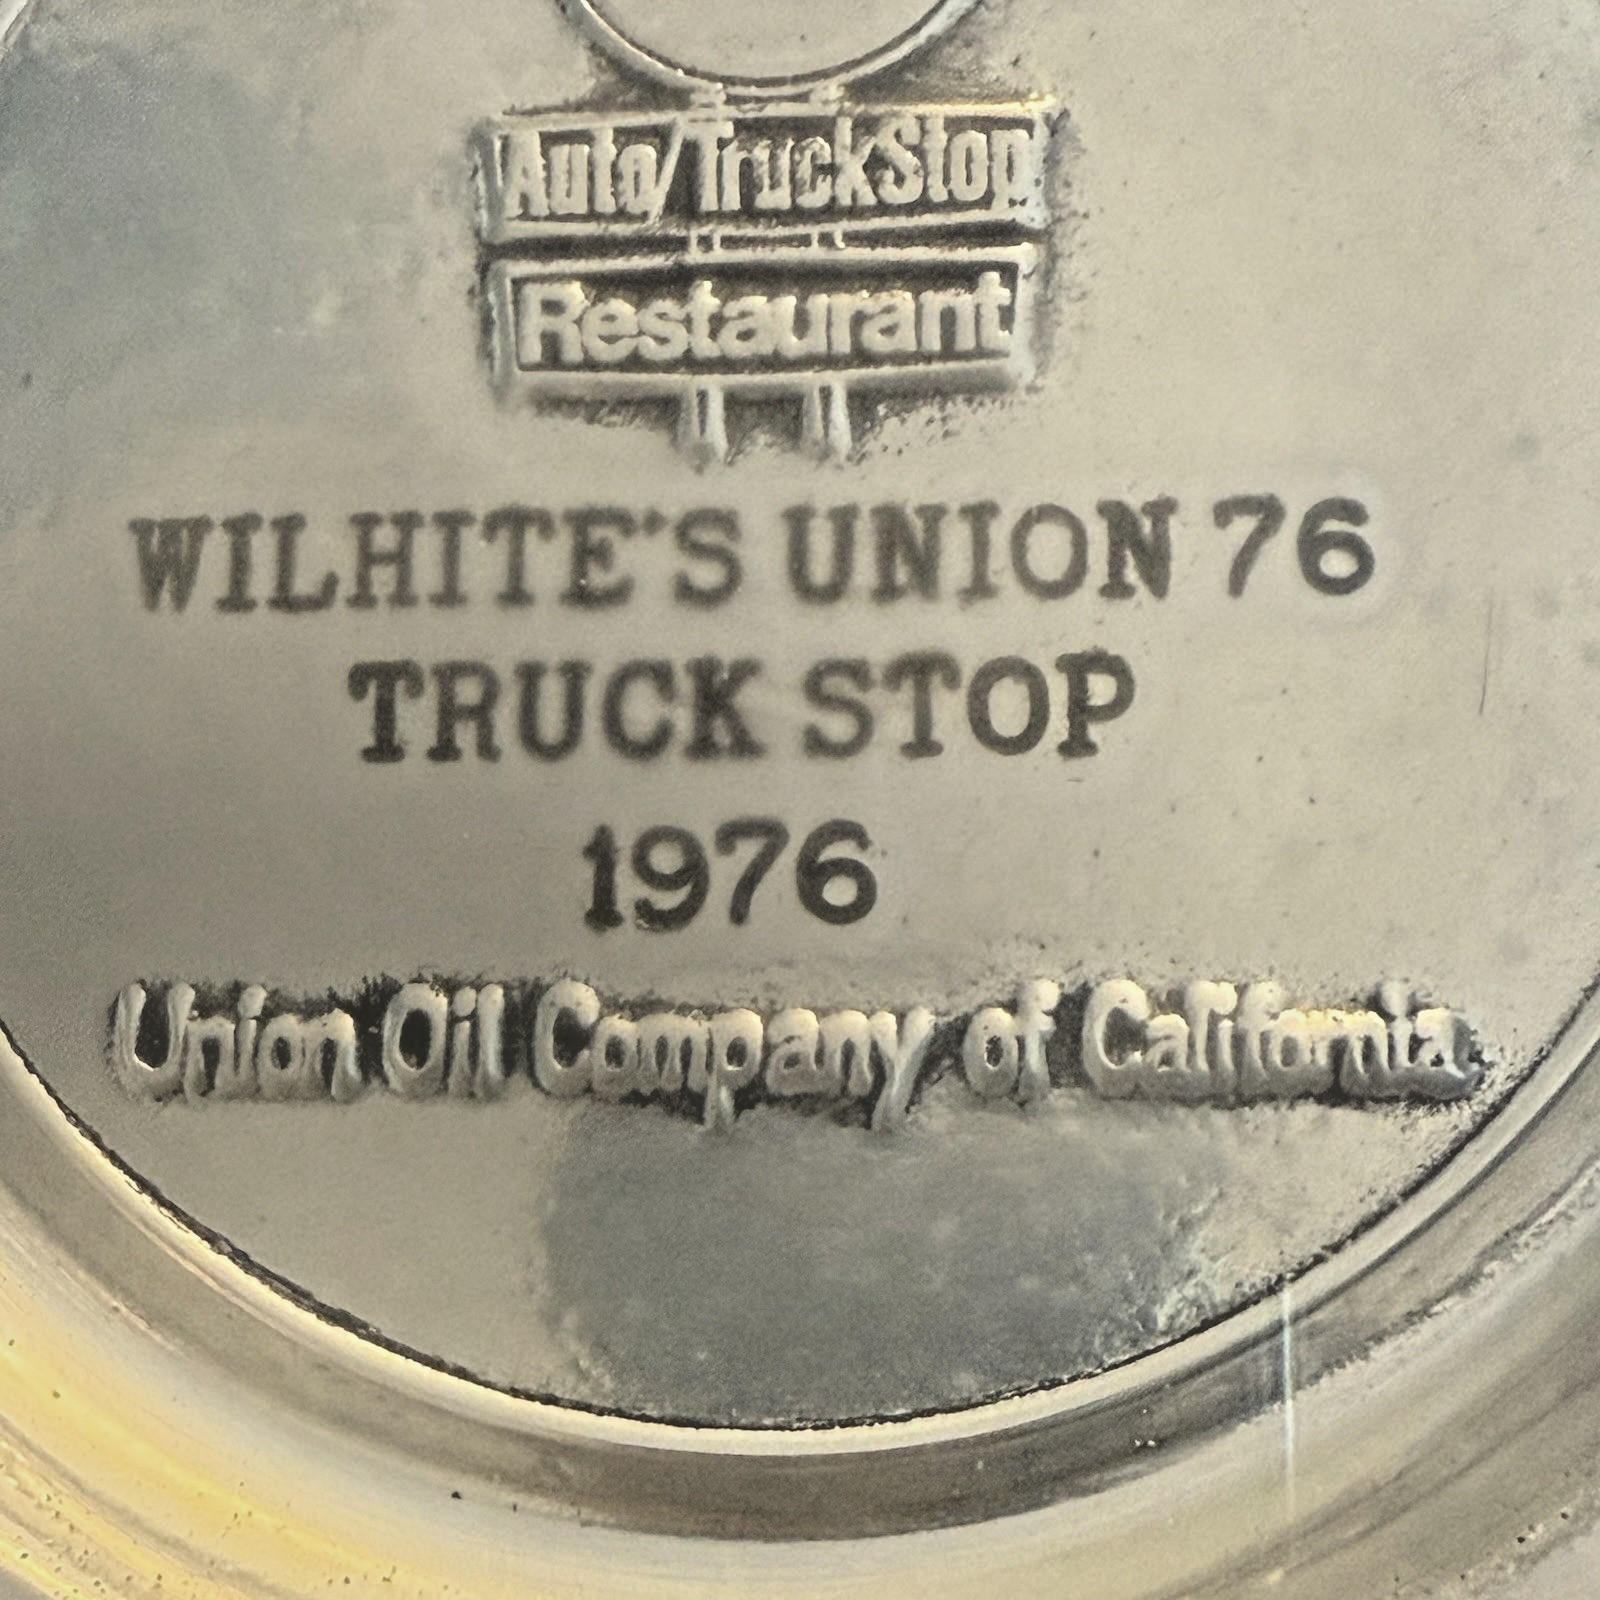 Auto/TruckStop
Restaurant
WILHITE'S UNION 76
TRUCK STOP
1976
Union Oil Company of California